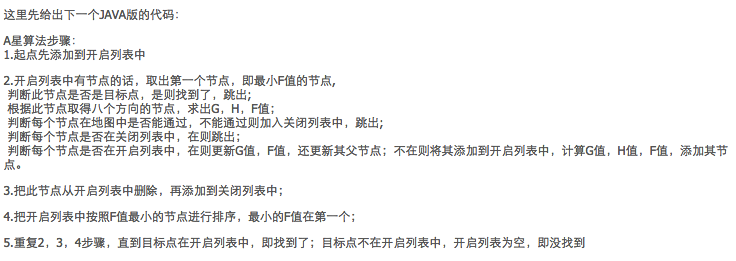 这里先给出下一个JAVA版的代码：
A星算法步骤：
1.起点先添加到开启列表中
2.开启列表中有节点的话，取出第一个节点，即最小F值的节点,
判断此节点是否是目标点，是则找到了，跳出;
根据此节点取得八个方向的节点，求出G，H，F值;
判断每个节点在地图中是否能通过，不能通过则加入关闭列表中，跳出;
判断每个节点是否在关闭列表中，在则跳出;
判断每个节点是否在开启列表中，在则更新G值，F值，还更新其父节点；不在则将其添加到开启列表中，计算G值，H值，F值，添加其节
点。
3.把此节点从开启列表中删除，再添加到关闭列表中;
4.把开启列表中按照F值最小的节点进行排序，最小的F值在第一个;
5.重复2，3，4步骤，直到目标点在开启列表中，即找到了；目标点不在开启列表中，开启列表为空，即没找到